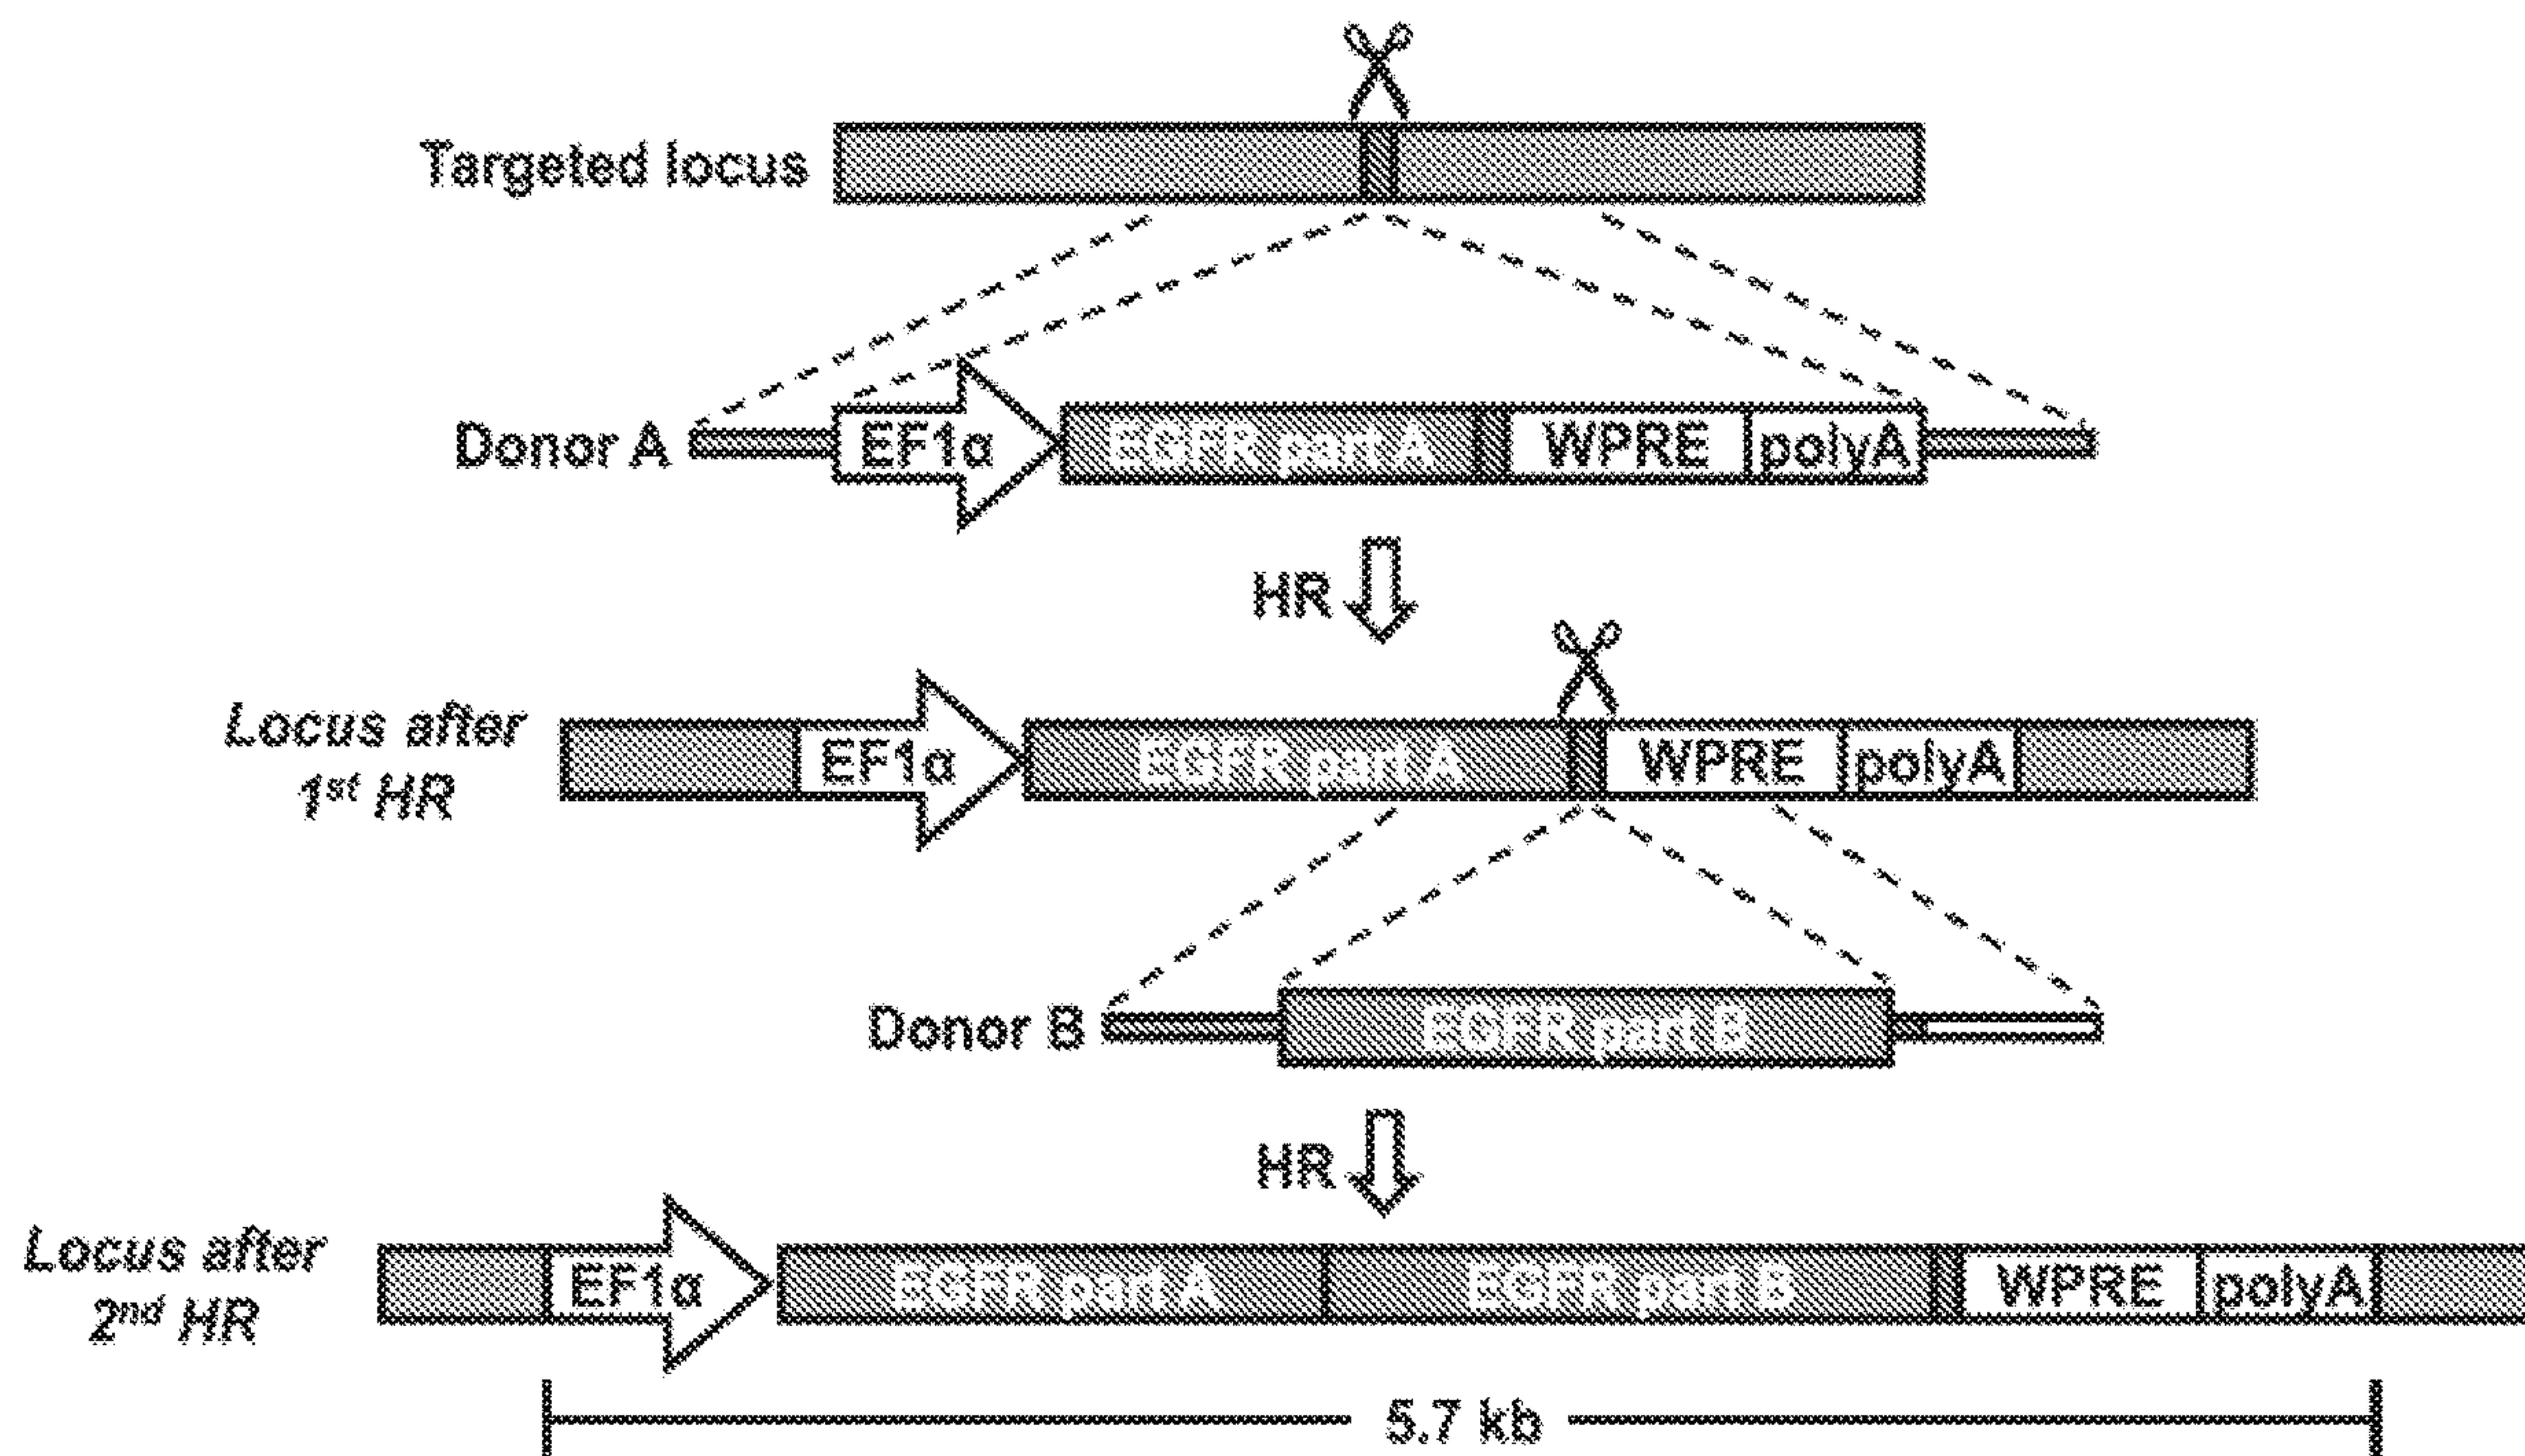 Targeted locus
Donor A
EF1α
EGFR part A
WPRE
polyA
HR
Locus after
1st HR
EF1α
EGFR part A
WPRE
polyA
Donor B
EGFR part B
HR
Locus after
2nd HR
EF1α
EGFR part A
EGFR part B
WPRE
polyA
5.7 kb